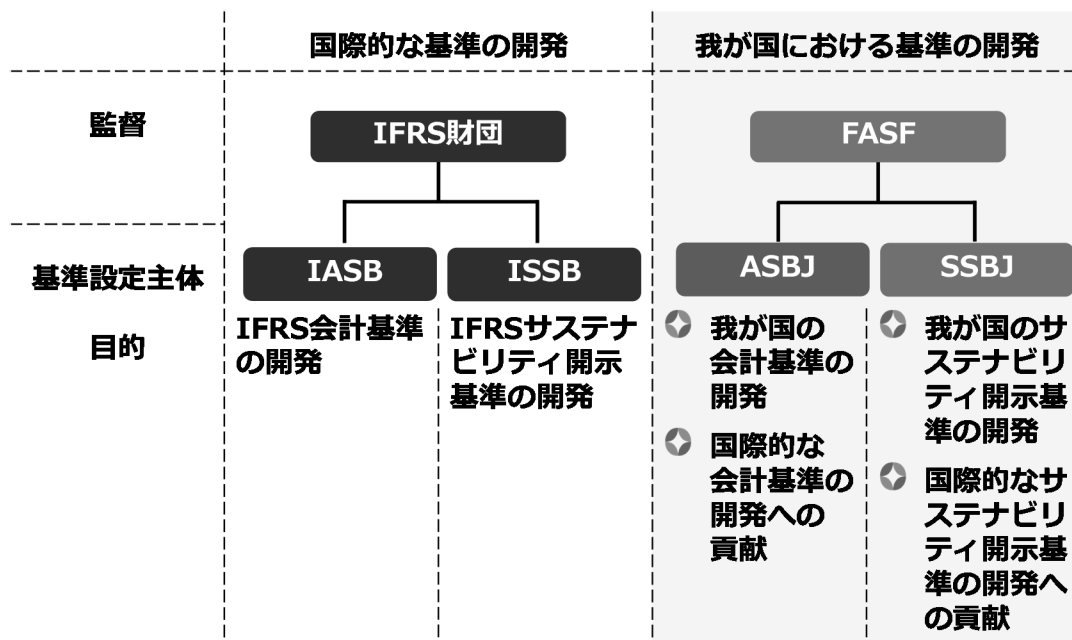 国際的な基準の開発
我が国における基準の開発
監督
IFRS財団
FASF
基準設定主体
IASB
ISSB
ASBJ
SSBJ
目的
IFRS会計基準
の開発
IFRSサステナ
ビリティ開示
基準の開発
我が国の
会計基準の
開発
国際的な
会計基準の
開発への
貢献
我が国のサ
ステナビリ
ティ開示基
準の開発
国際的なサ
ステナビリ
ティ開示基
準の開発へ
の貢献